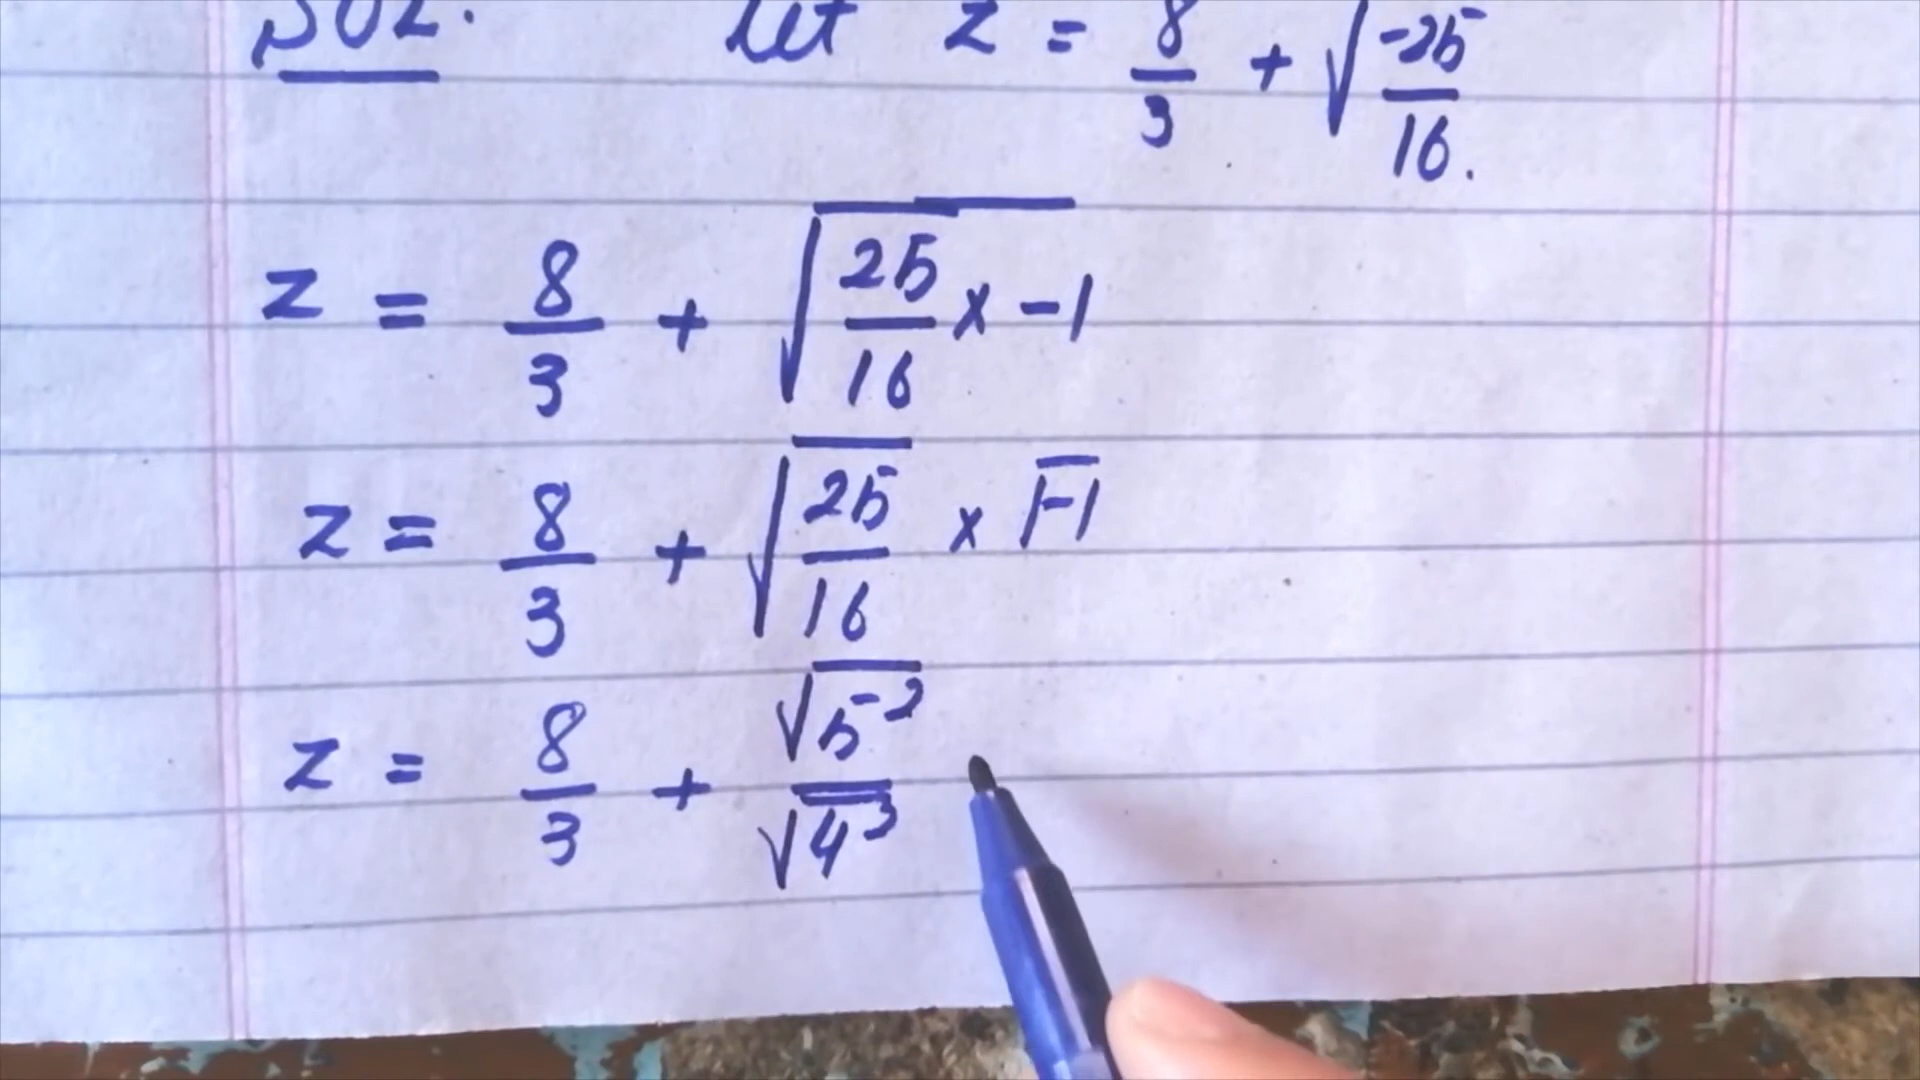 Sol. Let z = 8/3 + √(-25/16).
z = 8/3 + √(25/16 x -1)
z = 8/3 + √(25/16) x √-1
z = 8/3 + √(5²)/√(4³)